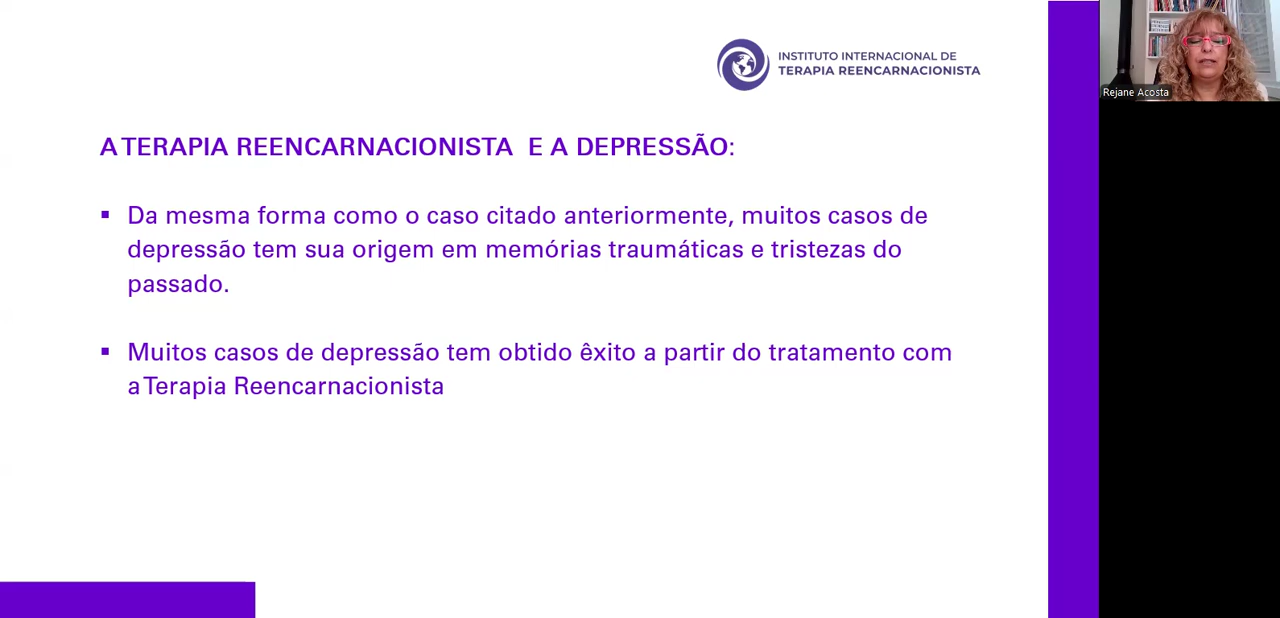 INSTITUTO INTERNACIONAL DE
TERAPIA REENCARNACIONISTA
Rejane Acosta
A TERAPIA REENCARNACIONISTA E A DEPRESSÃO:
▪ Da mesma forma como o caso citado anteriormente, muitos casos de
depressão tem sua origem em memórias traumáticas e tristezas do
passado.
▪ Muitos casos de depressão tem obtido êxito a partir do tratamento com
a Terapia Reencarnacionista